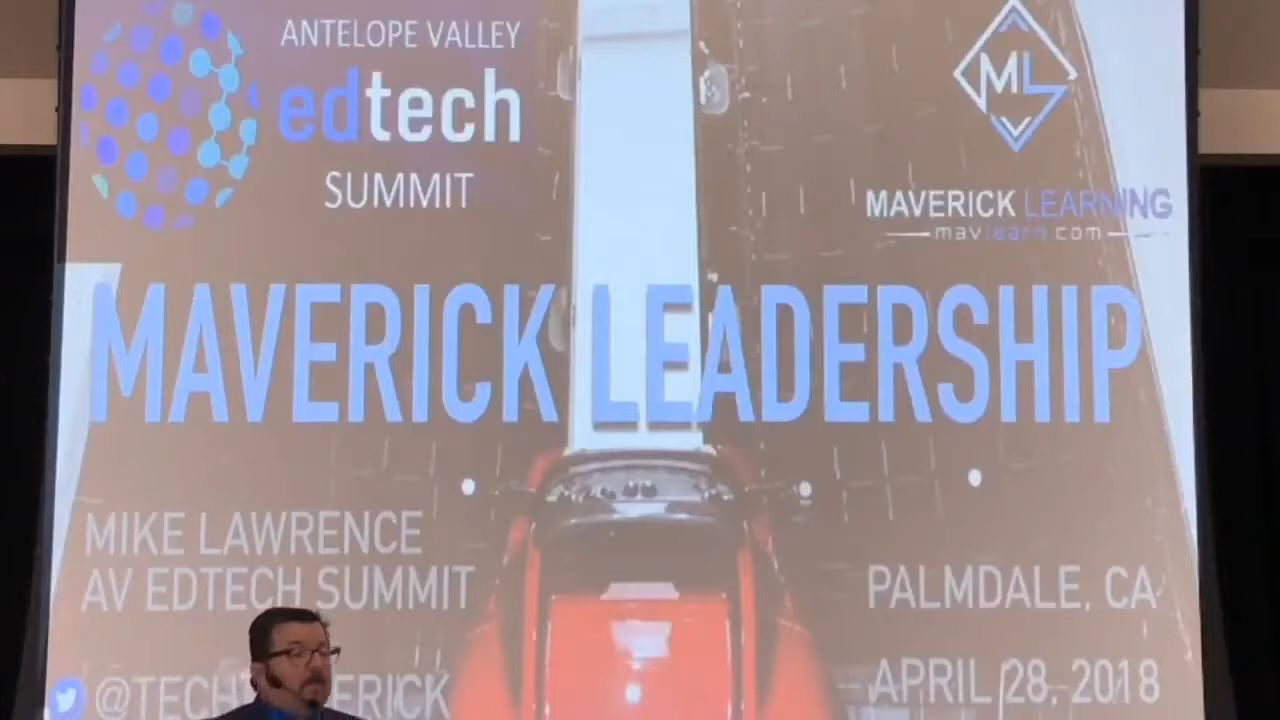 ANTELOPE VALLEY
edtech
SUMMIT
ML
MAVERICK LEARNING
mavlearn.com
MAVERICK LEADERSHIP
MIKE LAWRENCE
AV EDTECH SUMMIT
PALMDALE, CA
APRIL 28, 2018